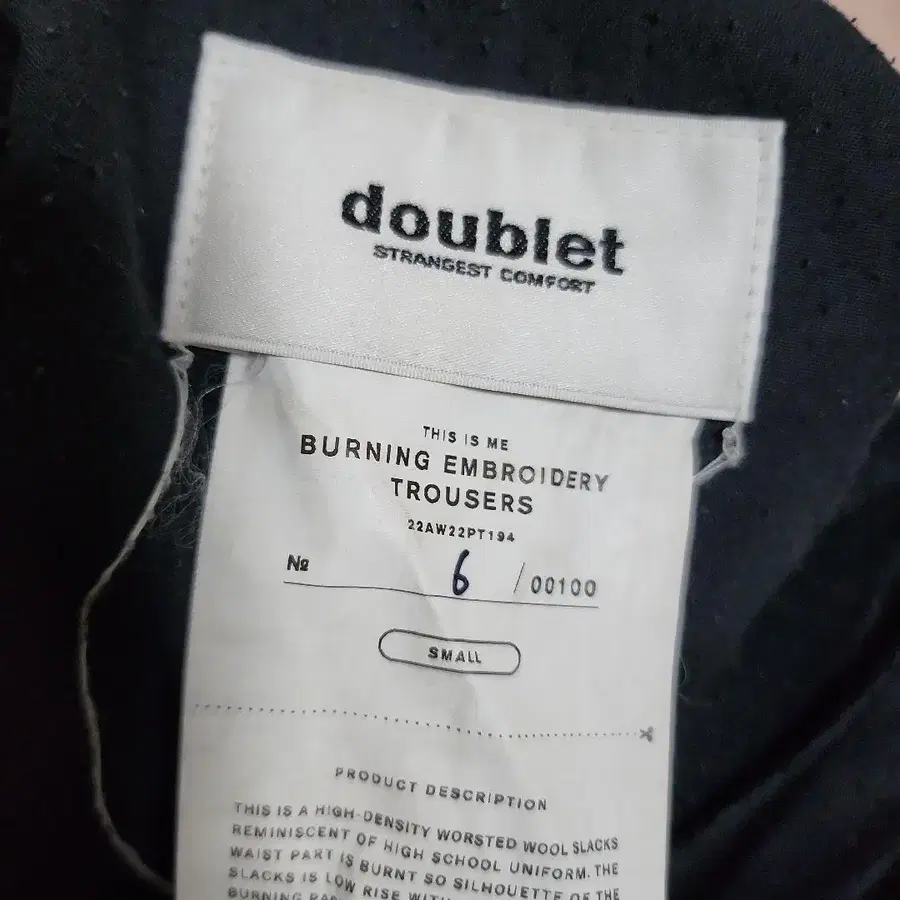 doublet
STRANGEST COMFORT
THIS IS ME
BURNING EMBROIDERY
TROUSERS
22AW22PT194
№ 6 /00100
SMALL
PRODUCT DESCRIPTION
THIS IS A HIGH-DENSITY WORSTED WOOL SLACKS
REMINISCENT OF HIGH SCHOOL UNIFORM. THE
WAIST PART IS BURNT SO SILHOUETTE OF THE
SLACKS IS LOW RISE
BURNING